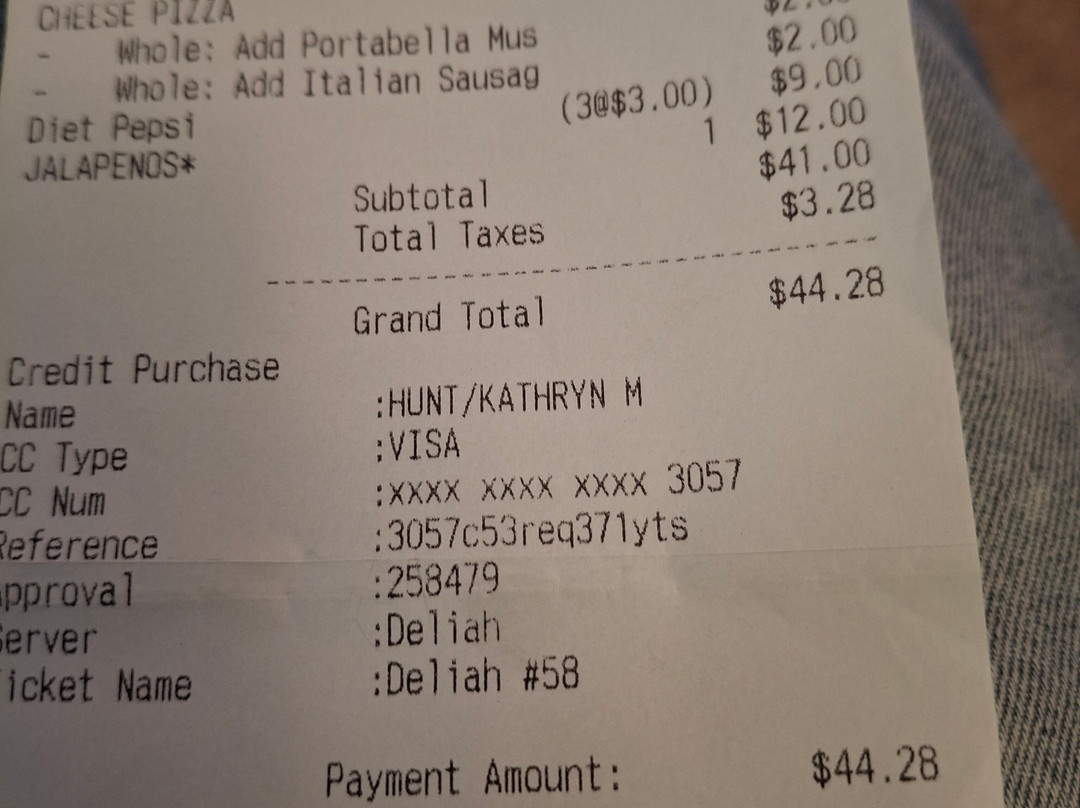 CHEESE PIZZA
- Whole: Add Portabella Mus
- Whole: Add Italian Sausag $2.00
Diet Pepsi (3@$3.00) $9.00
JALAPENOS* 1 $12.00
Subtotal $41.00
Total Taxes $3.28
Grand Total $44.28
Credit Purchase
Name :HUNT/KATHRYN M
CC Type :VISA
CC Num :xxxx xxxx xxxx 3057
Reference :3057c53req371yts
pproval :258479
Server :Deliah
icket Name :Deliah #58
Payment Amount: $44.28